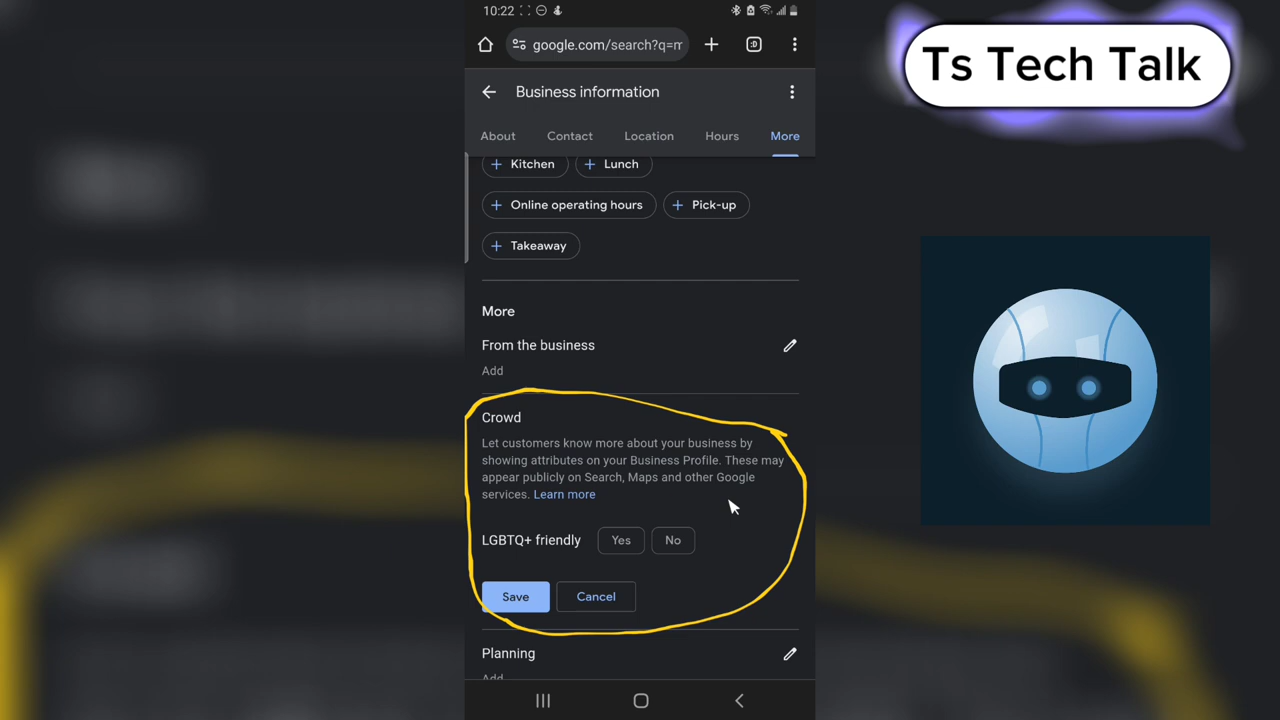 10:22
google.com/search?q=m
:D
Business information
About Contact Location Hours More
+ Kitchen + Lunch
+ Online operating hours + Pick-up
+ Takeaway
More
From the business
Add
Crowd
Let customers know more about your business by
showing attributes on your Business Profile. These may
appear publicly on Search, Maps and other Google
services. Learn more
LGBTQ+ friendly Yes No
Save Cancel
Planning
Add
Ts Tech Talk